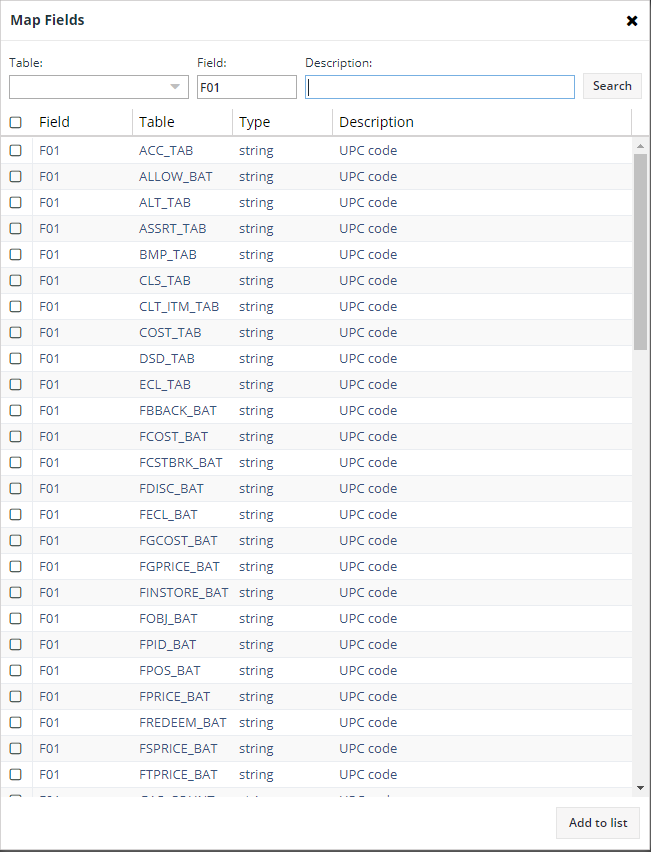 Map Fields
Table: Field: Description:
F01 Search
Field Table Type Description
F01 ACC_TAB string UPC code
F01 ALLOW_BAT string UPC code
F01 ALT_TAB string UPC code
F01 ASSRT_TAB string UPC code
F01 BMP_TAB string UPC code
F01 CLS_TAB string UPC code
F01 CLT_ITM_TAB string UPC code
F01 COST_TAB string UPC code
F01 DSD_TAB string UPC code
F01 ECL_TAB string UPC code
F01 FBBACK_BAT string UPC code
F01 FCOST_BAT string UPC code
F01 FCSTBRK_BAT string UPC code
F01 FDISC_BAT string UPC code
F01 FECL_BAT string UPC code
F01 FGCOST_BAT string UPC code
F01 FGPRICE_BAT string UPC code
F01 FINSTORE_BAT string UPC code
F01 FOBJ_BAT string UPC code
F01 FPID_BAT string UPC code
F01 FPOS_BAT string UPC code
F01 FPRICE_BAT string UPC code
F01 FREDEEM_BAT string UPC code
F01 FSPRICE_BAT string UPC code
F01 FTPRICE_BAT string UPC code
Add to list